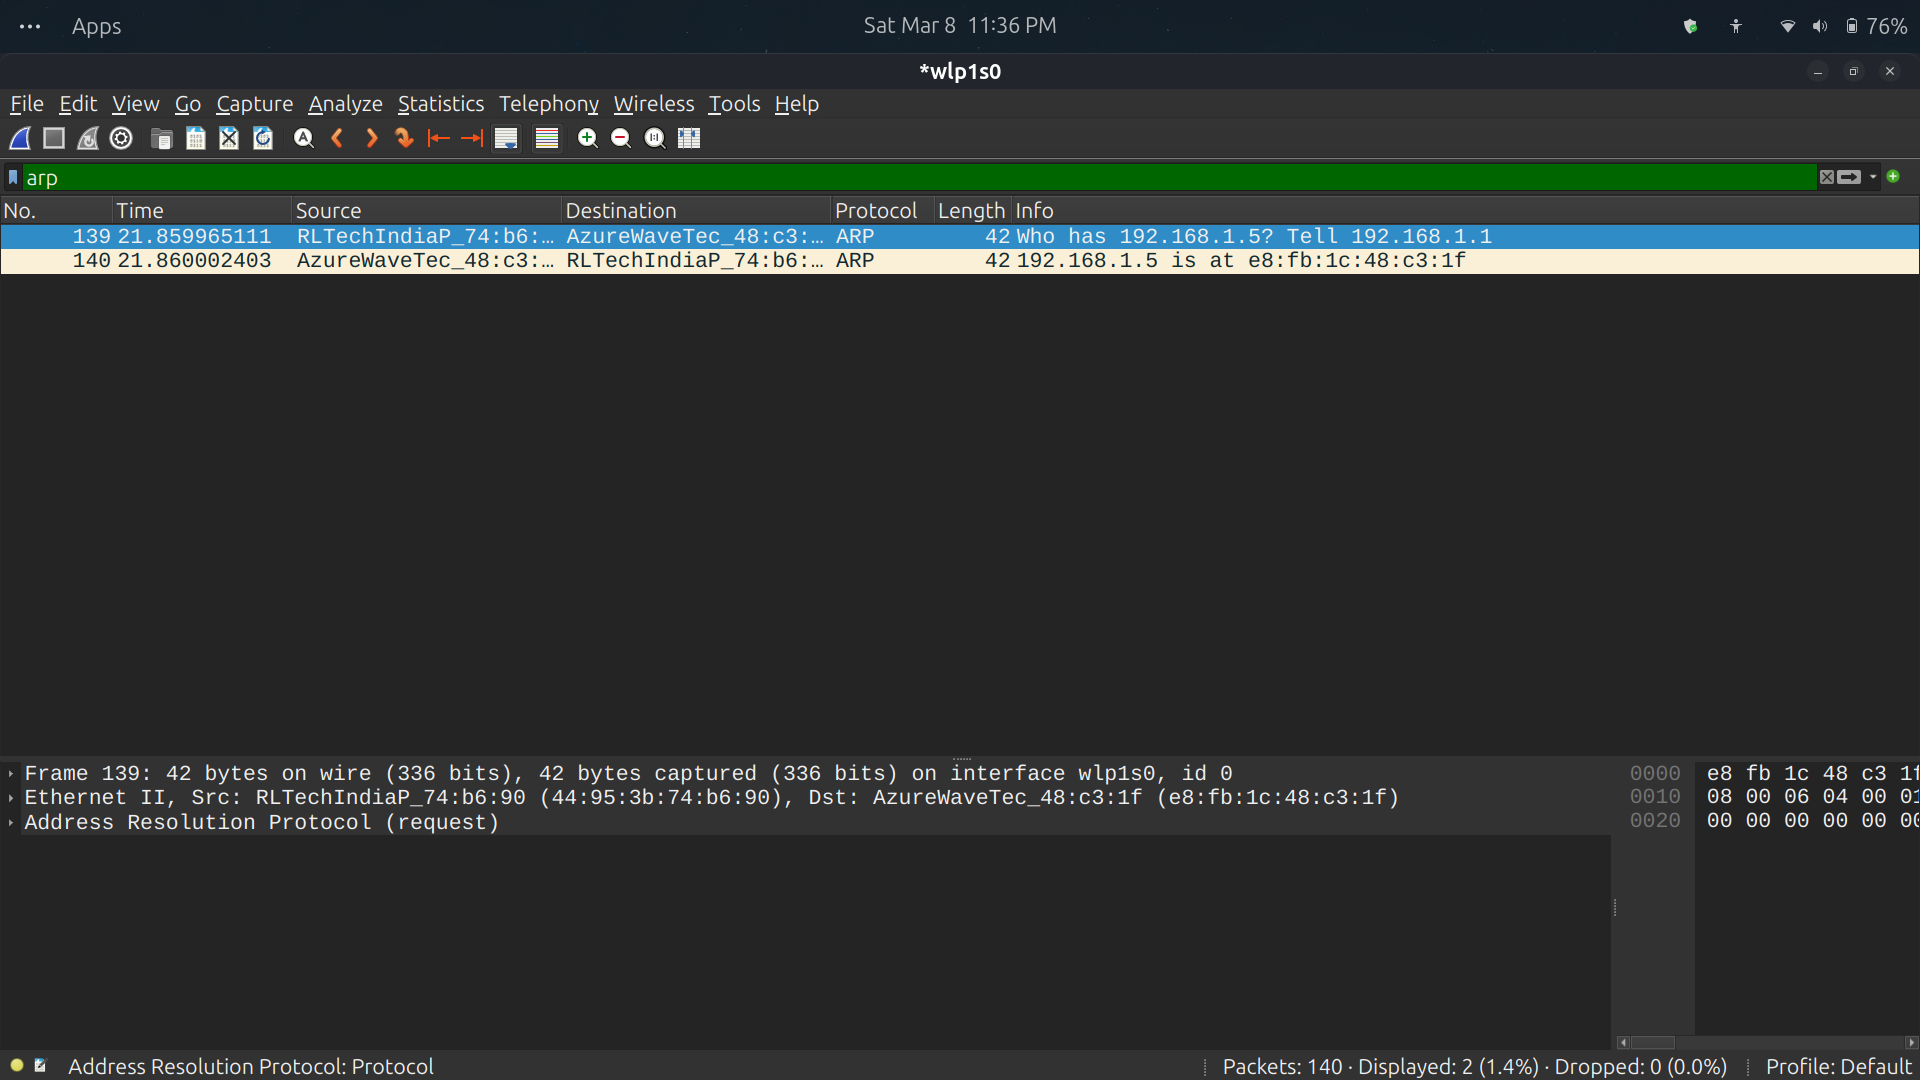 Apps Sat Mar 8 11:36 PM 76%
*wlp1s0
File Edit View Go Capture Analyze Statistics Telephony Wireless Tools Help
arp
No. Time Source Destination Protocol Length Info
139 21.859965111 RLTechIndiaP_74:b6:… AzureWaveTec_48:c3:… ARP 42 Who has 192.168.1.5? Tell 192.168.1.1
140 21.860002403 AzureWaveTec_48:c3:… RLTechIndiaP_74:b6:… ARP 42 192.168.1.5 is at e8:fb:1c:48:c3:1f
Frame 139: 42 bytes on wire (336 bits), 42 bytes captured (336 bits) on interface wlp1s0, id 0
Ethernet II, Src: RLTechIndiaP_74:b6:90 (44:95:3b:74:b6:90), Dst: AzureWaveTec_48:c3:1f (e8:fb:1c:48:c3:1f)
Address Resolution Protocol (request)
0000 e8 fb 1c 48 c3 1f
0010 08 00 06 04 00 01
0020 00 00 00 00 00 00
Address Resolution Protocol: Protocol Packets: 140 · Displayed: 2 (1.4%) · Dropped: 0 (0.0%) Profile: Default